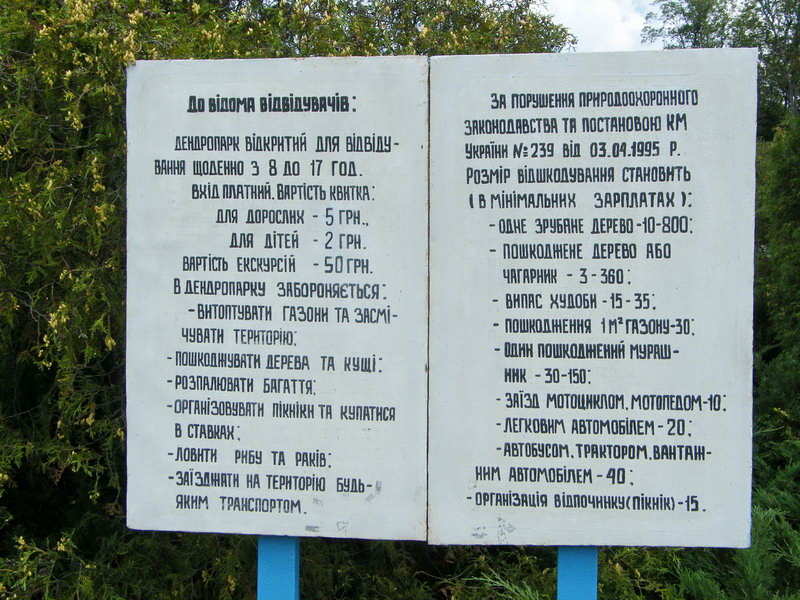 До відома відвідувачів:
Дендропарк відкритий для відвіду-
вання щоденно з 8 до 17 год.
Вхід платний. Вартість квитка:
для дорослих - 5 грн.,
для дітей - 2 грн.
Вартість екскурсій - 50 грн.
В дендропарку забороняється:
- витоптувати газони та засмі-
чувати територію;
- пошкоджувати дерева та кущі;
- розпалювати багаття;
- організовувати пікніки та купатися
в ставках;
- ловити рибу та раків;
- заїзджати на територію будь-
яким транспортом.
За порушення природоохоронного
законодавства та постановою КМ
України №239 від 03.04.1995 р.
Розмір відшкодування становить
(в мінімальних зарплатах):
- одне зрубане дерево-10-800;
- пошкоджене дерево або
чагарник - 3-360;
- випас худоби - 15-35;
- пошкодження 1 м² газону-30;
- один пошкоджений мураш-
ник - 30-150;
- заїзд мотоциклом, мотопедом-10;
- легковим автомобілем - 20;
- автобусом, трактором, вантаж-
ним автомобілем - 40;
- організація відпочинку(пікнік)-15.